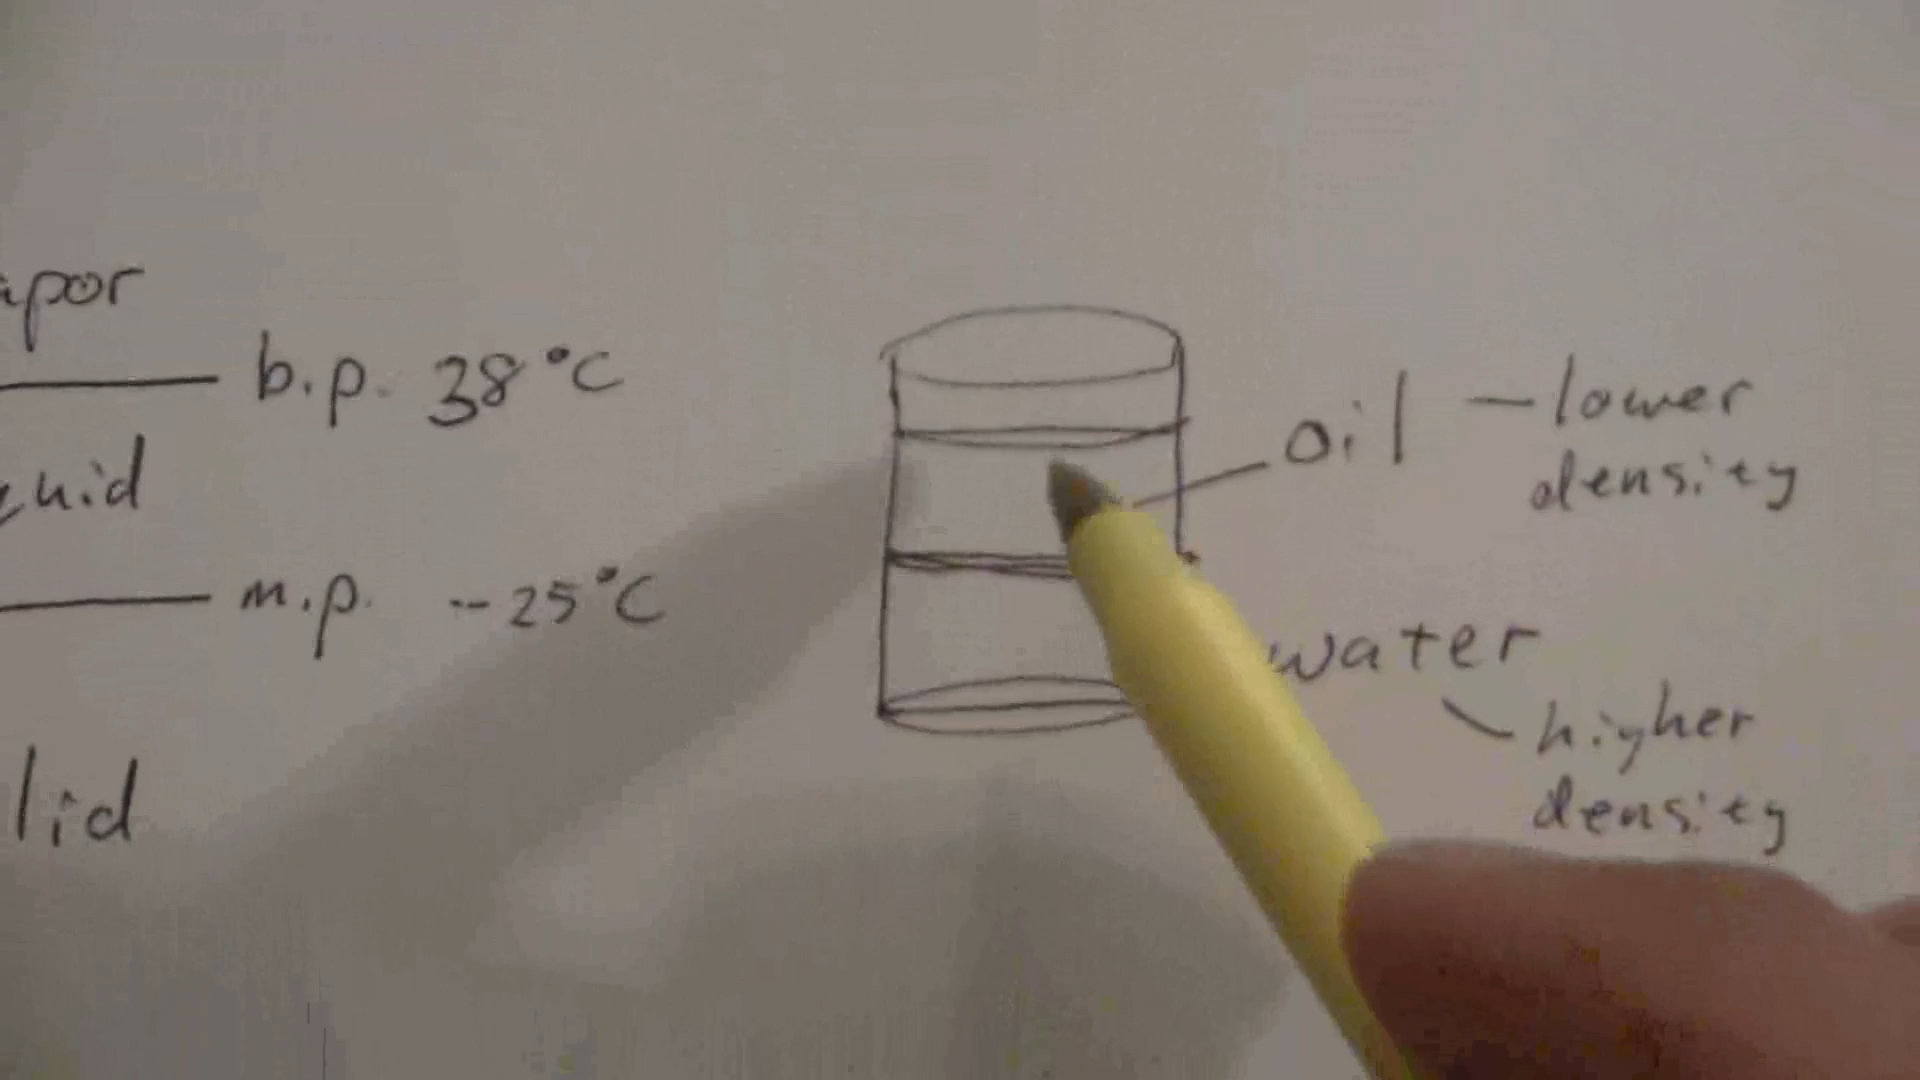 apor
b.p. 38°C
quid
m.p. -25°C
lid
oil - lower
density
water
higher
density